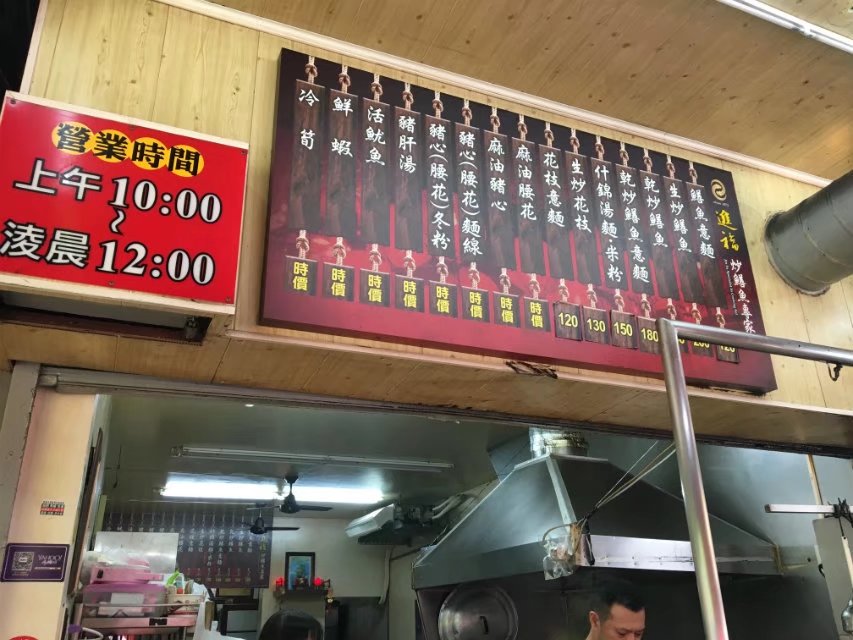 營業時間
上午10:00
~
凌晨12:00
進福
炒鱔魚專家
鱔魚意麵
生炒鱔魚
乾炒鱔魚
乾炒鱔魚意麵
什錦湯麵·米粉
生炒花枝
花枝意麵
麻油腰花
麻油豬心
豬心(腰花)麵線
豬心(腰花)冬粉
豬肝湯
活魷魚
鮮蝦
冷筍
時價
時價
時價
時價
時價
時價
時價
時價
120
130
150
180
120